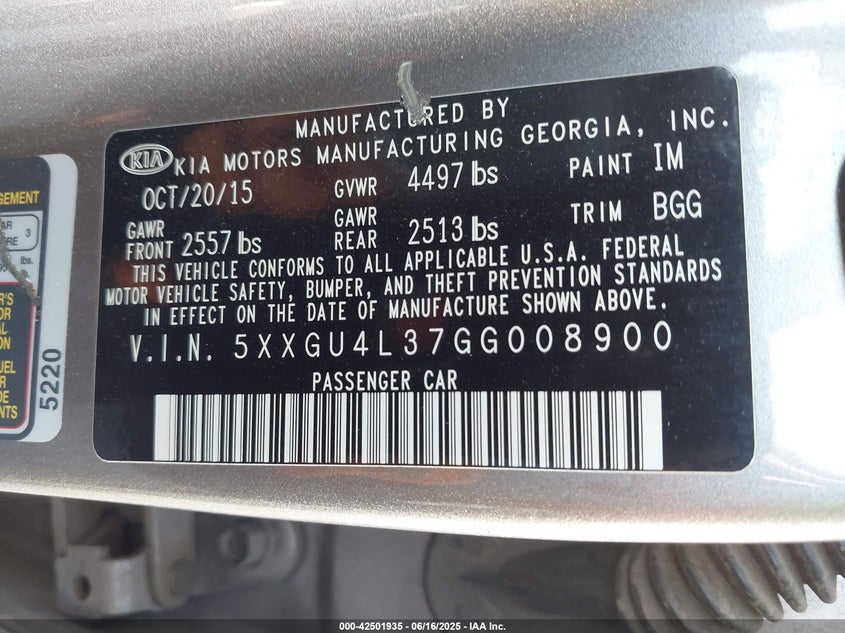 MANUFACTURED BY
KIA KIA MOTORS MANUFACTURING GEORGIA, INC.
OCT/20/15 GVWR 4497 lbs PAINT IM
GAWR FRONT 2557 lbs GAWR REAR 2513 lbs TRIM BGG
THIS VEHICLE CONFORMS TO ALL APPLICABLE U.S.A. FEDERAL
MOTOR VEHICLE SAFETY, BUMPER, AND THEFT PREVENTION STANDARDS
IN EFFECT ON THE DATE OF MANUFACTURE SHOWN ABOVE.
V.I.N. 5XXGU4L37GG008900
PASSENGER CAR
5220
3
lbs.
000-42501935 - 06/16/2025 - IAA Inc.